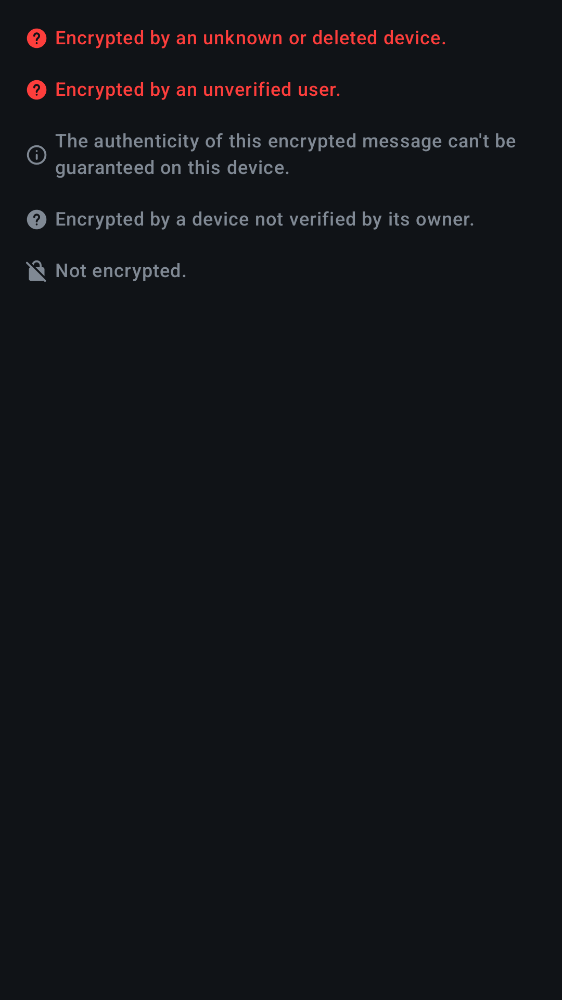 Encrypted by an unknown or deleted device.
Encrypted by an unverified user.
The authenticity of this encrypted message can't be
guaranteed on this device.
Encrypted by a device not verified by its owner.
Not encrypted.